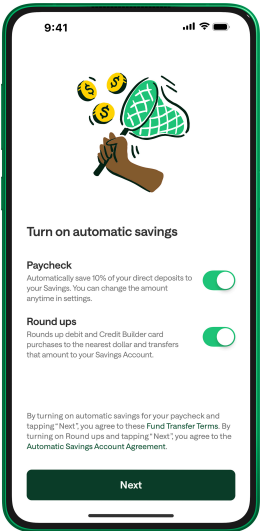 9:41
$ $
$
Turn on automatic savings
Paycheck
Automatically save 10% of your direct deposits to
your Savings. You can change the amount
anytime in settings.
Round ups
Rounds up debit and Credit Builder card
purchases to the nearest dollar and transfers
that amount to your Savings Account.
By turning on automatic savings for your paycheck and
tapping "Next", you agree to these Fund Transfer Terms. By
turning on Round ups and tapping "Next", you agree to the
Automatic Savings Account Agreement.
Next